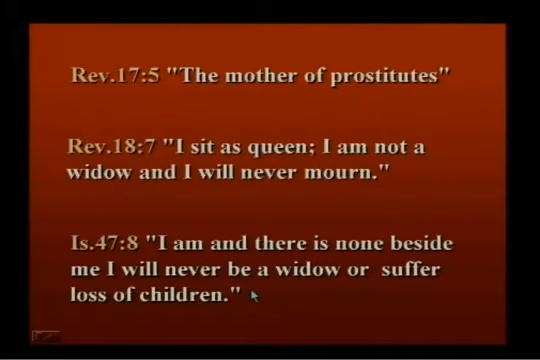 Rev.17:5 "The mother of prostitutes"
Rev.18:7 "I sit as queen; I am not a
widow and I will never mourn."
Is.47:8 "I am and there is none beside
me I will never be a widow or suffer
loss of children."